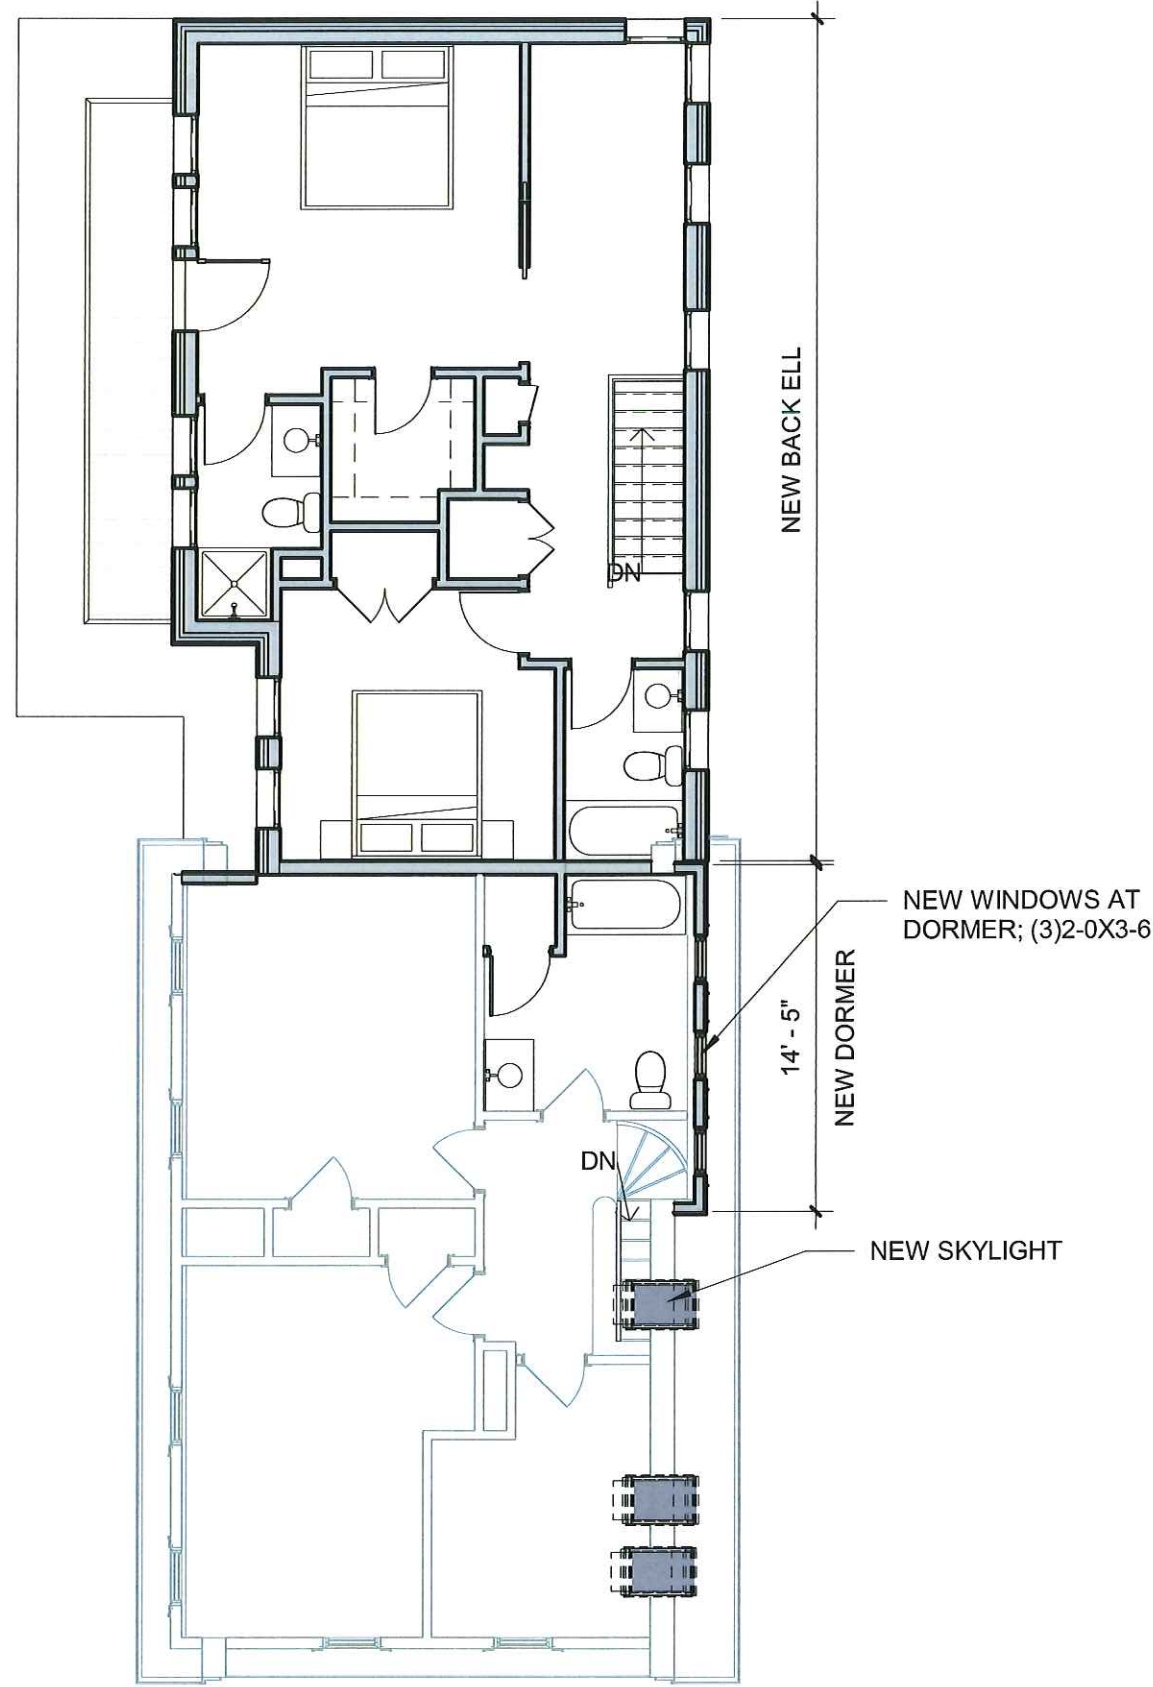 NEW BACK ELL
DN
NEW WINDOWS AT
DORMER; (3)2-0X3-6
14' - 5"
NEW DORMER
DN
NEW SKYLIGHT